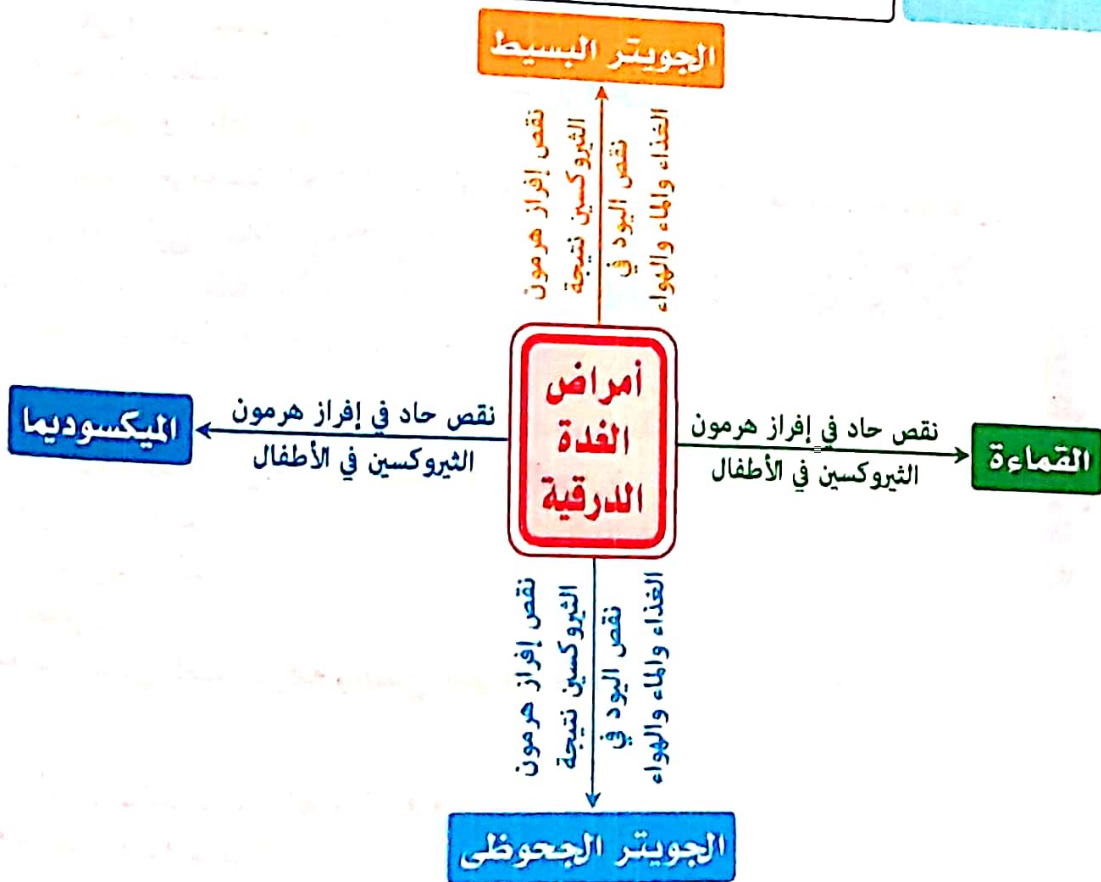 الجويتر البسيط
نقص إفراز هرمون
الثيروكسين نتيجة
نقص اليود في
الغذاء والماء والهواء
أمراض
الغدة
الدرقية
نقص حاد في إفراز هرمون
الثيروكسين في الأطفال
القماءة
نقص حاد في إفراز هرمون
الثيروكسين في الأطفال
الميكسوديما
نقص إفراز هرمون
الثيروكسين نتيجة
نقص اليود في
الغذاء والماء والهواء
الجويتر الجحوظى